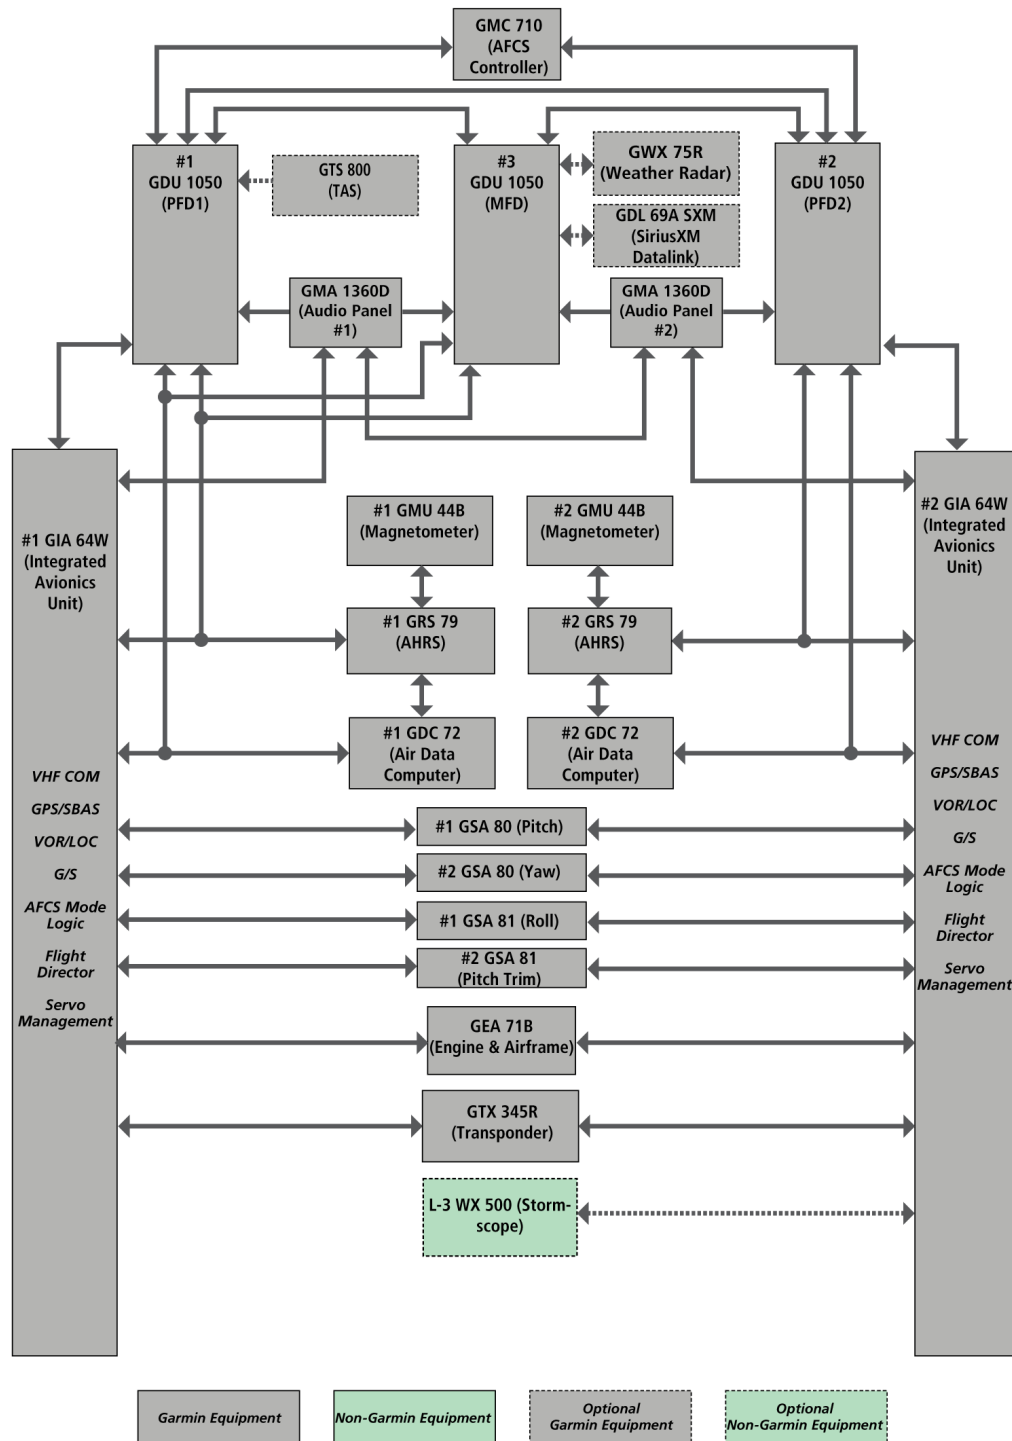 GMC 710
(AFCS
Controller)
#1
GDU 1050
(PFD1)
GTS 800
(TAS)
#3
GDU 1050
(MFD)
GWX 75R
(Weather Radar)
GDL 69A SXM
(SiriusXM
Datalink)
#2
GDU 1050
(PFD2)
GMA 1360D
(Audio Panel
#1)
GMA 1360D
(Audio Panel
#2)
#1 GIA 64W
(Integrated
Avionics
Unit)
VHF COM
GPS/SBAS
VOR/LOC
G/S
AFCS Mode
Logic
Flight
Director
Servo
Management
#1 GMU 44B
(Magnetometer)
#2 GMU 44B
(Magnetometer)
#1 GRS 79
(AHRS)
#2 GRS 79
(AHRS)
#1 GDC 72
(Air Data
Computer)
#2 GDC 72
(Air Data
Computer)
#1 GSA 80 (Pitch)
#2 GSA 80 (Yaw)
#1 GSA 81 (Roll)
#2 GSA 81
(Pitch Trim)
GEA 71B
(Engine & Airframe)
GTX 345R
(Transponder)
L-3 WX 500 (Storm-
scope)
#2 GIA 64W
(Integrated
Avionics
Unit)
VHF COM
GPS/SBAS
VOR/LOC
G/S
AFCS Mode
Logic
Flight
Director
Servo
Management
Garmin Equipment
Non-Garmin Equipment
Optional
Garmin Equipment
Optional
Non-Garmin Equipment